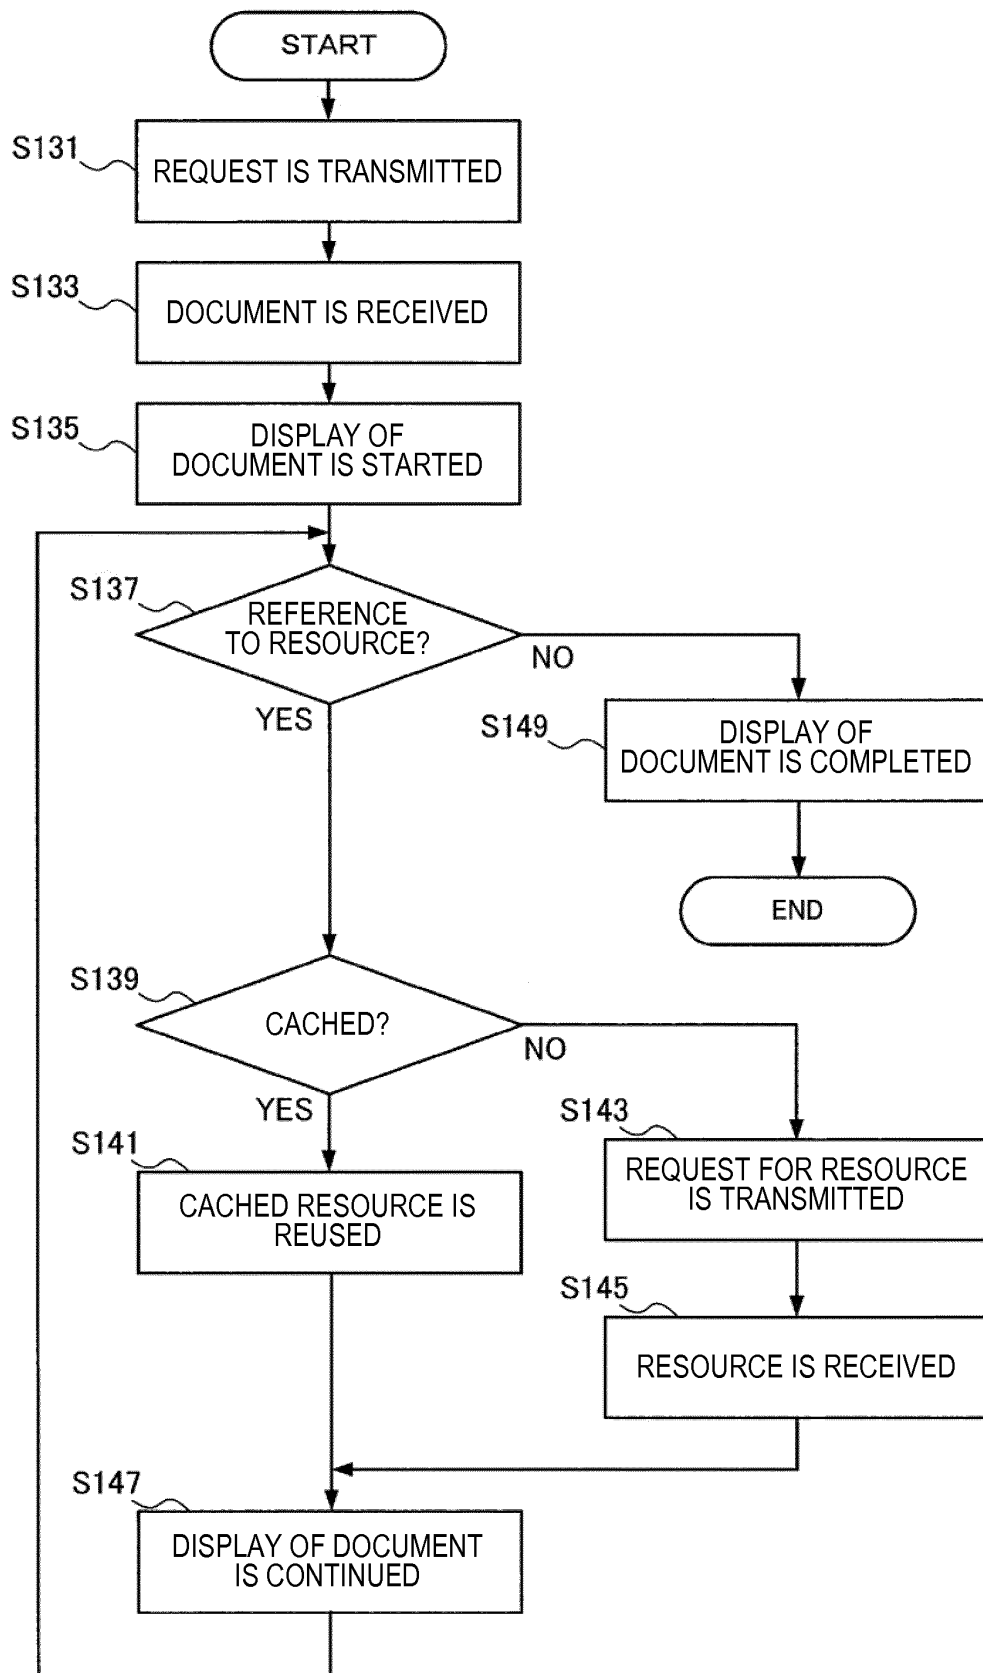 START
S131
REQUEST IS TRANSMITTED
S133
DOCUMENT IS RECEIVED
S135
DISPLAY OF
DOCUMENT IS STARTED
S137
REFERENCE
TO RESOURCE?
NO
YES
S149
DISPLAY OF
DOCUMENT IS COMPLETED
END
S139
CACHED?
NO
YES
S141
CACHED RESOURCE IS
REUSED
S143
REQUEST FOR RESOURCE
IS TRANSMITTED
S145
RESOURCE IS RECEIVED
S147
DISPLAY OF DOCUMENT
IS CONTINUED